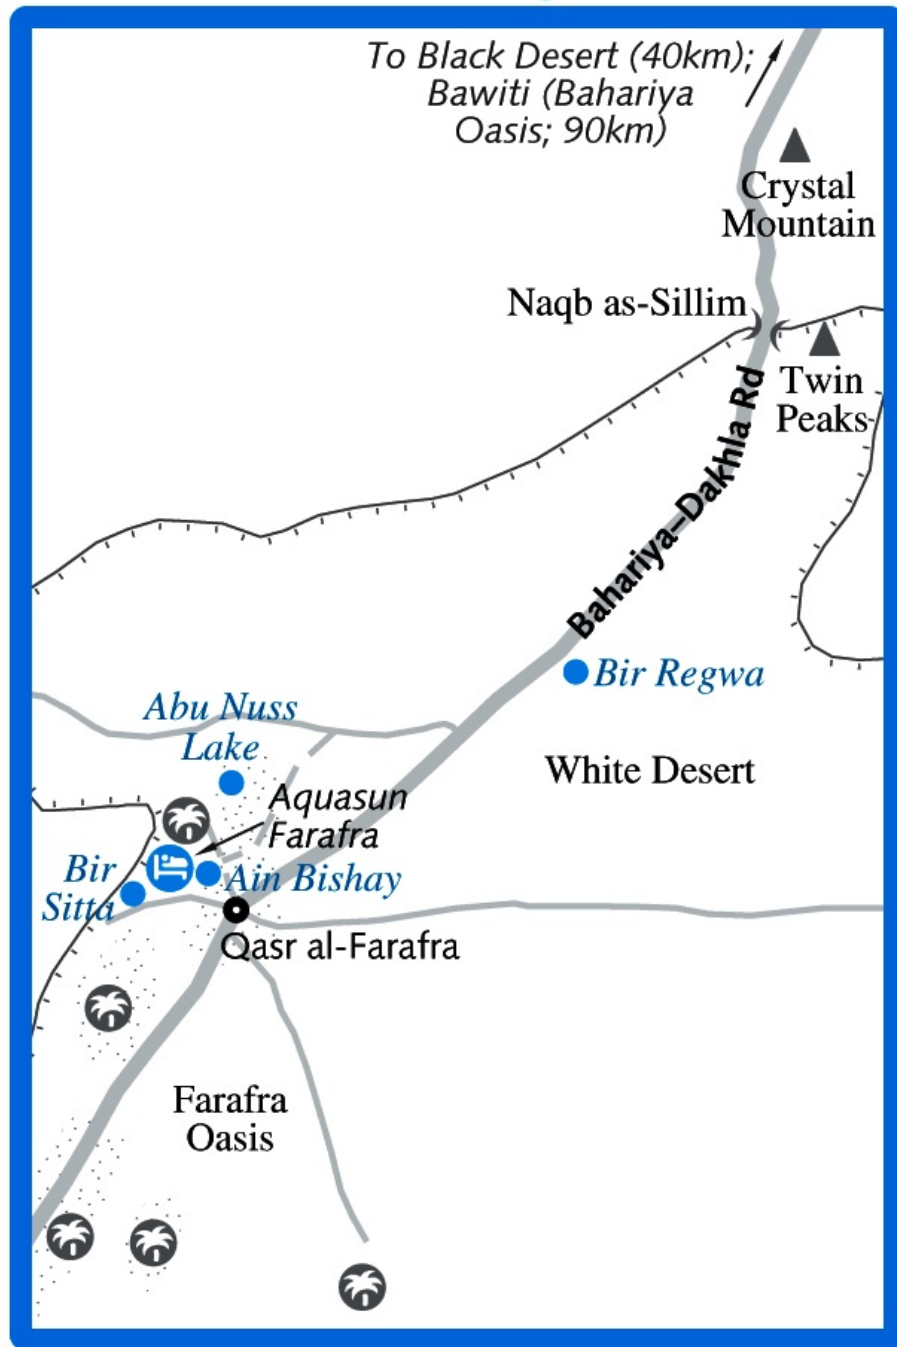 To Black Desert (40km);
Bawiti (Bahariya
Oasis; 90km)
Crystal
Mountain
Naqb as-Sillim
Twin
Peaks
Bahariya–Dakhla Rd
Bir Regwa
Abu Nuss
Lake
White Desert
Aquasun
Farafra
Bir
Sitta
Ain Bishay
Qasr al-Farafra
Farafra
Oasis